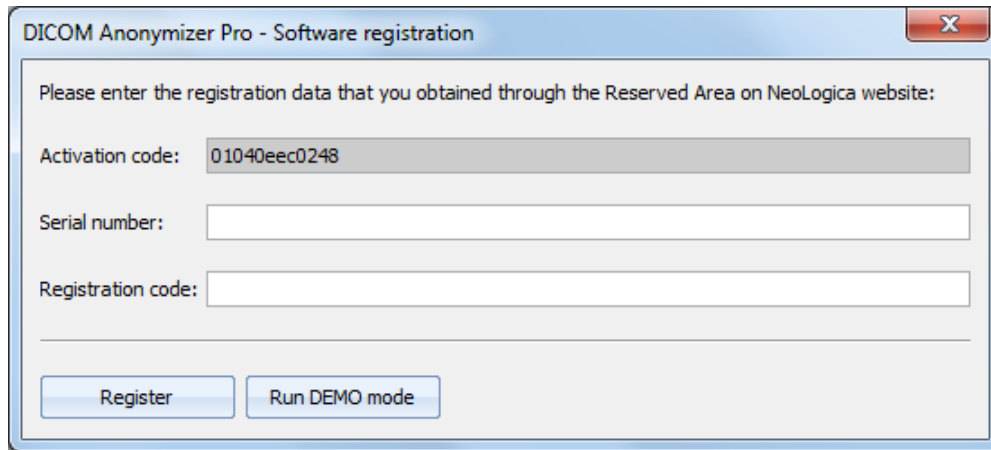 DICOM Anonymizer Pro - Software registration
Please enter the registration data that you obtained through the Reserved Area on NeoLogica website:
Activation code: 01040eec0248
Serial number:
Registration code:
Register Run DEMO mode